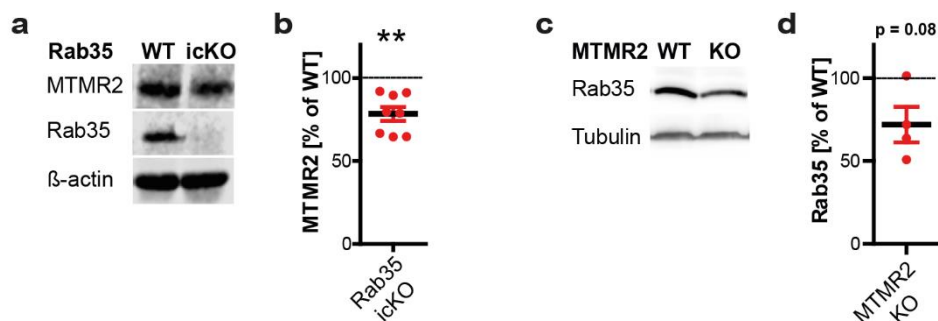 a
Rab35 WT icKO
MTMR2
Rab35
ß-actin
b
**
MTMR2 [% of WT]
100
50
0
Rab35
icKO
c
MTMR2 WT KO
Rab35
Tubulin
d
p = 0.08
Rab35 [% of WT]
100
50
0
MTMR2
KO